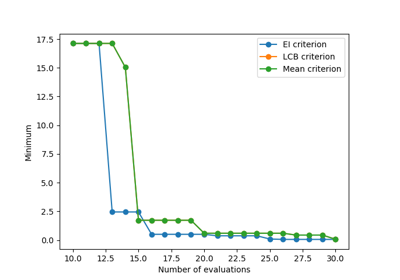 17.5
15.0
12.5
10.0
7.5
5.0
2.5
0.0
Minimum
EI criterion
LCB criterion
Mean criterion
10.0 12.5 15.0 17.5 20.0 22.5 25.0 27.5 30.0
Number of evaluations